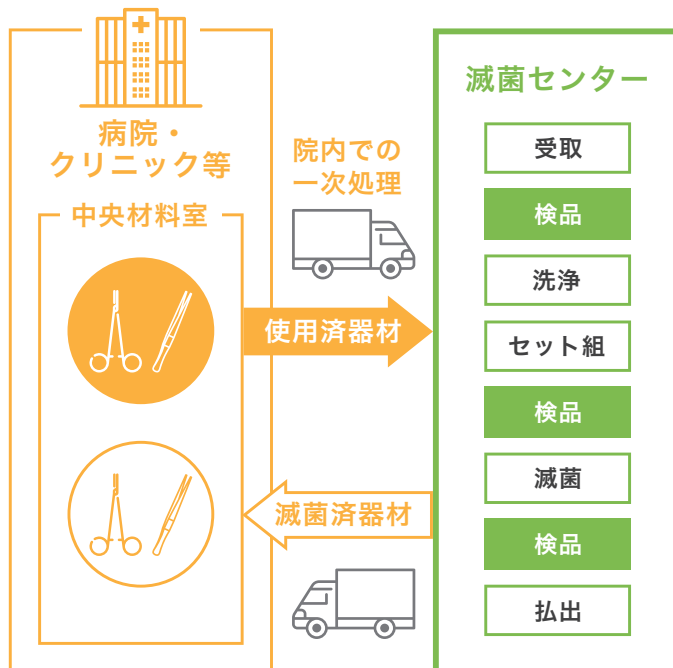 病院・
クリニック等
中央材料室
院内での
一次処理
使用済器材
滅菌済器材
滅菌センター
受取
検品
洗浄
セット組
検品
滅菌
検品
払出